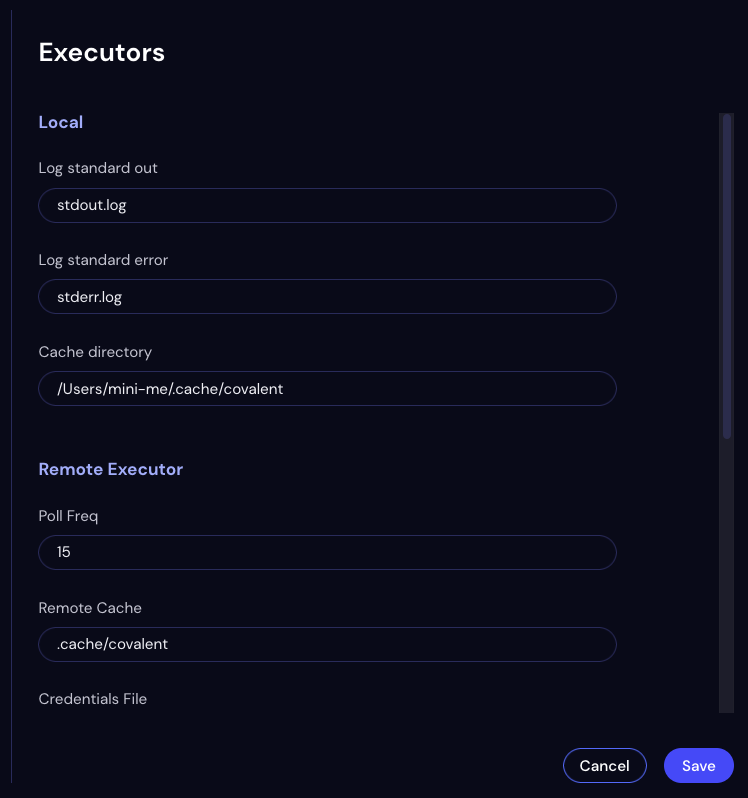 Executors
Local
Log standard out
stdout.log
Log standard error
stderr.log
Cache directory
/Users/mini-me/.cache/covalent
Remote Executor
Poll Freq
15
Remote Cache
.cache/covalent
Credentials File
Cancel
Save